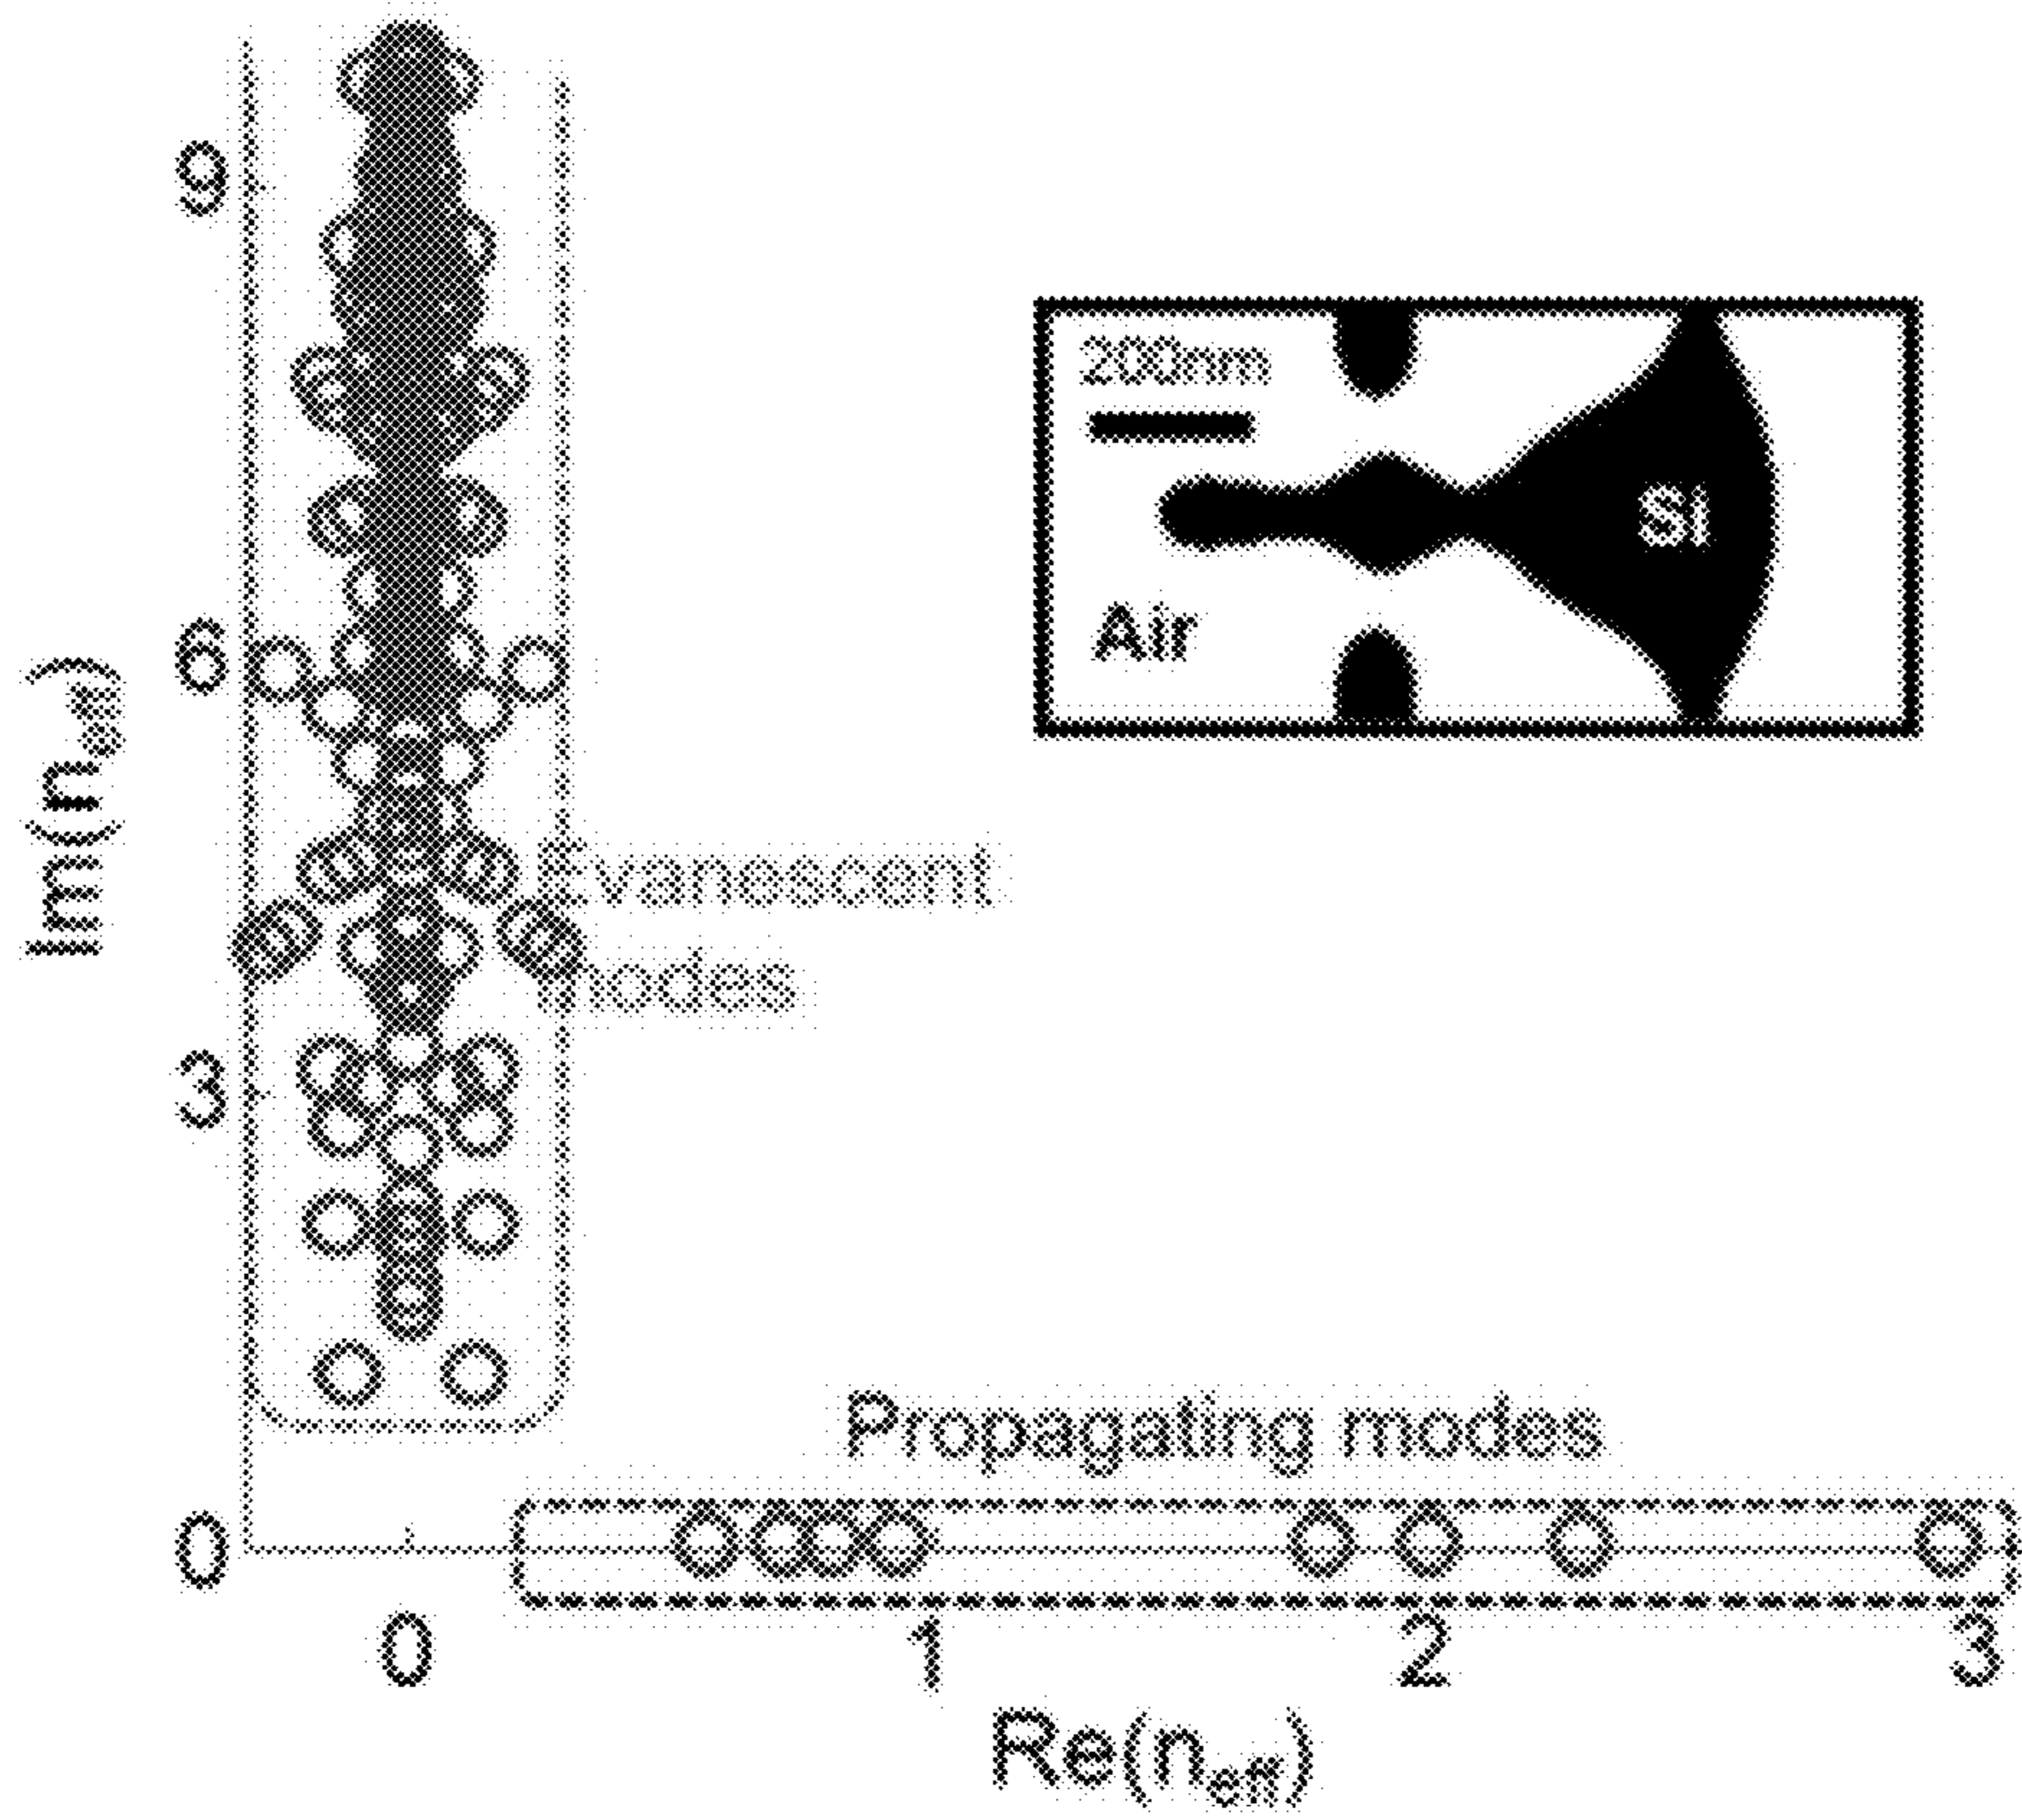 9
6
3
0
Im(n_eff)
200nm
Si
Air
Evanescent
modes
Propagating modes
0 1 2 3
Re(n_eff)